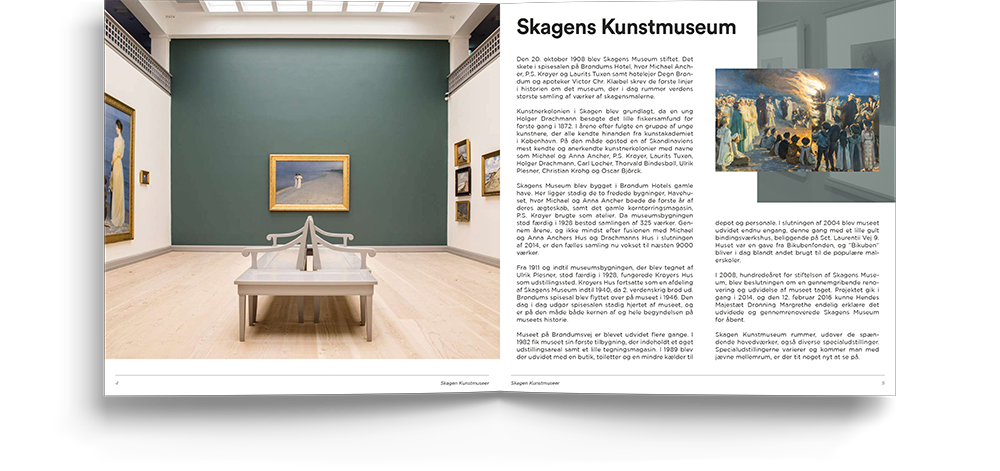 Skagens Kunstmuseum
Den 20. oktober 1908 blev Skagens Museum stiftet. Det
skete i spisesalen på Brøndums Hotel, hvor Michael Anch-
er, P.S. Krøyer og Laurits Tuxen samt hotelejer Degn Brøn-
dum og apoteker Victor Chr. Klæbel skrev de første linjer
i historien om det museum, der i dag rummer verdens
største samling af værker af skagensmalerne.
Kunstnerkolonien i Skagen blev grundlagt, da en ung
Holger Drachmann besøgte det lille fiskersamfund for
første gang i 1872. I årene efter fulgte en gruppe af unge
kunstnere, der alle kendte hinanden fra kunstakademiet
i København. På den måde opstod en af Skandinaviens
mest kendte og anerkendte kunstnerkolonier med navne
som Michael og Anna Ancher, P.S. Krøyer, Laurits Tuxen,
Holger Drachmann, Carl Locher, Thorvald Bindesbøll, Ulrik
Plesner, Christian Krohg og Oscar Björck.
Skagens Museum blev bygget i Brøndum Hotels gamle
have. Her ligger stadig de to fredede bygninger, Havehu-
set, hvor Michael og Anna Ancher boede de første år af
deres ægteskab, samt det gamle korntørringsmagasin,
P.S. Krøyer brugte som atelier. Da museumsbygningen
stod færdig i 1928 bestod samlingen af 325 værker. Gen-
nem årene, og ikke mindst efter fusionen med Michael
og Anna Anchers Hus og Drachmanns Hus i slutningen
af 2014, er den fælles samling nu vokset til næsten 9000
værker.
Fra 1911 og indtil museumsbygningen, der blev tegnet af
Ulrik Plesner, stod færdig i 1928, fungerede Krøyers Hus
som udstillingssted. Krøyers Hus fortsatte som en afdeling
af Skagens Museum indtil 1940, da 2. verdenskrig brød ud.
Brøndums spisesal blev flyttet over på museet i 1946. Den
dag i dag udgør spisesalen stadig hjertet af museet, og
er på den måde både kernen af og hele begyndelsen på
museets historie.
Museet på Brøndumsvej er blevet udvidet flere gange. I
1982 fik museet sin første tilbygning, der indeholdt et øget
udstillingsareal samt et lille tegningsmagasin. I 1989 blev
der udvidet med en butik, toiletter og en mindre kælder til
depot og personale. I slutningen af 2004 blev museet
udvidet endnu engang, denne gang med et lille gult
bindingsværkshus, beliggende på Sct. Laurentii Vej 9.
Huset var en gave fra Bikubenfonden, og "Bikuben"
bliver i dag blandt andet brugt til de populære mal-
erskoler.
I 2008, hundredeåret for stiftelsen af Skagens Muse-
um, blev beslutningen om en gennemgribende reno-
vering og udvidelse af museet taget. Projektet gik i
gang i 2014, og den 12. februar 2016 kunne Hendes
Majestæt Dronning Margrethe endelig erklære det
udvidede og gennemrenoverede Skagens Museum
for åbent.
Skagen Kunstmuseum rummer, udover de spæn-
dende hovedværker, også diverse specialudstillinger.
Specialudstillingerne varierer og kommer man med
jævne mellemrum, er der tit noget nyt at se på.
4
Skagen Kunstmuseer
Skagen Kunstmuseer
5